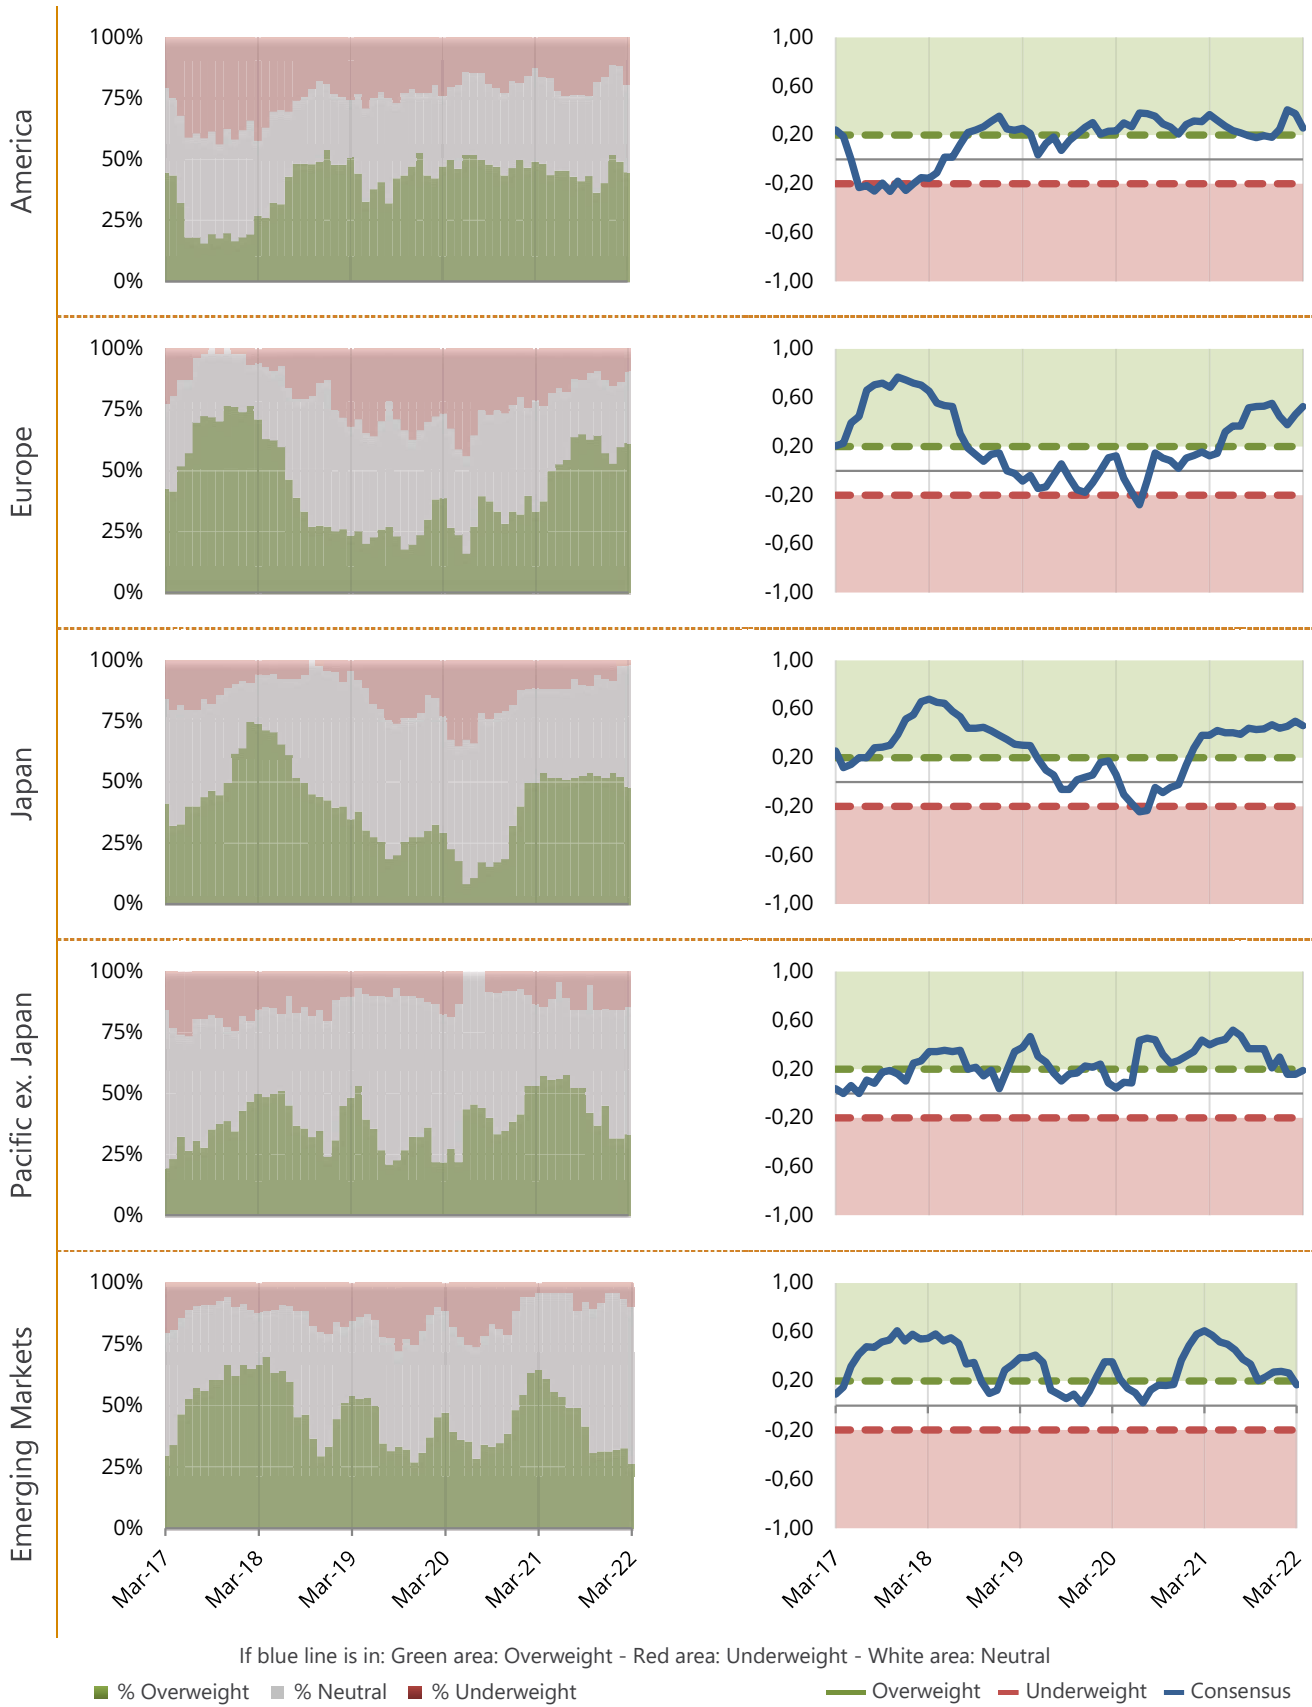 America
100%
75%
50%
25%
0%
1,00
0,60
0,20
-0,20
-0,60
-1,00
Europe
100%
75%
50%
25%
0%
1,00
0,60
0,20
-0,20
-0,60
-1,00
Japan
100%
75%
50%
25%
0%
1,00
0,60
0,20
-0,20
-0,60
-1,00
Pacific ex. Japan
100%
75%
50%
25%
0%
1,00
0,60
0,20
-0,20
-0,60
-1,00
Emerging Markets
100%
75%
50%
25%
0%
Mar-17
Mar-18
Mar-19
Mar-20
Mar-21
Mar-22
1,00
0,60
0,20
-0,20
-0,60
-1,00
Mar-17
Mar-18
Mar-19
Mar-20
Mar-21
Mar-22
If blue line is in: Green area: Overweight - Red area: Underweight - White area: Neutral
% Overweight % Neutral % Underweight
Overweight Underweight Consensus